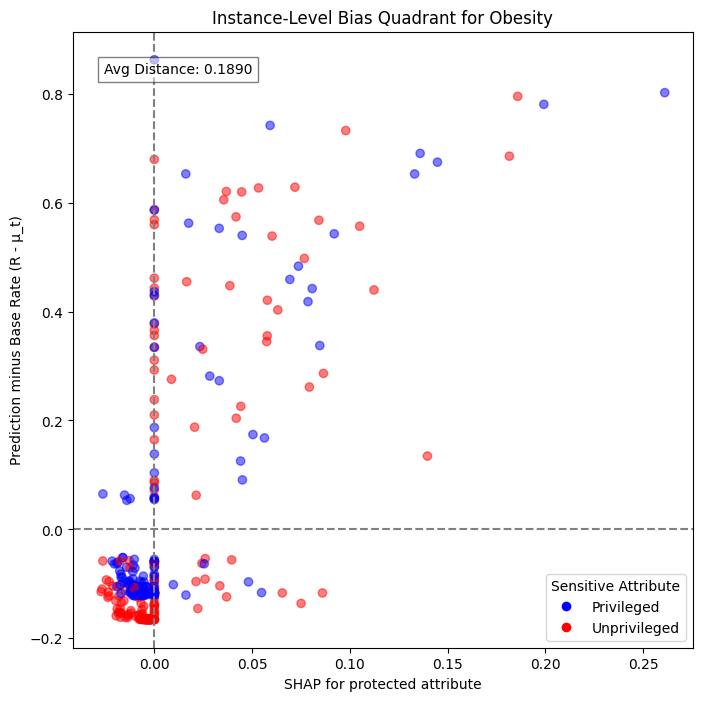 Instance-Level Bias Quadrant for Obesity
Avg Distance: 0.1890
Prediction minus Base Rate (R - μ_t)
0.8
0.6
0.4
0.2
0.0
−0.2
Sensitive Attribute
Privileged
Unprivileged
0.00 0.05 0.10 0.15 0.20 0.25
SHAP for protected attribute